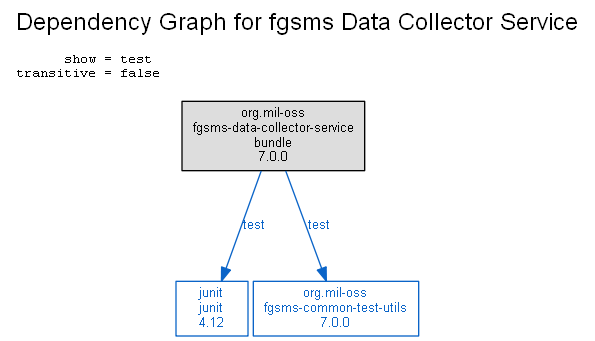 Dependency Graph for fgsms Data Collector Service
show = test
transitive = false
org.mil-oss
fgsms-data-collector-service
bundle
7.0.0
test
test
junit
junit
4.12
org.mil-oss
fgsms-common-test-utils
7.0.0